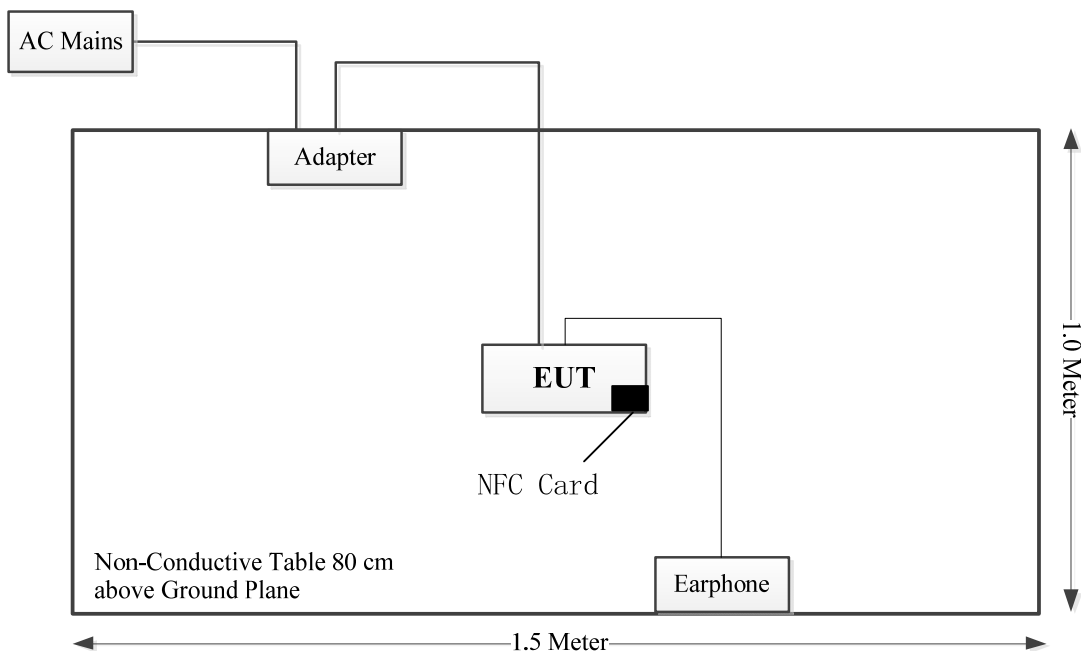 AC Mains
Adapter
EUT
NFC Card
1.0 Meter
Non-Conductive Table 80 cm
above Ground Plane
Earphone
1.5 Meter